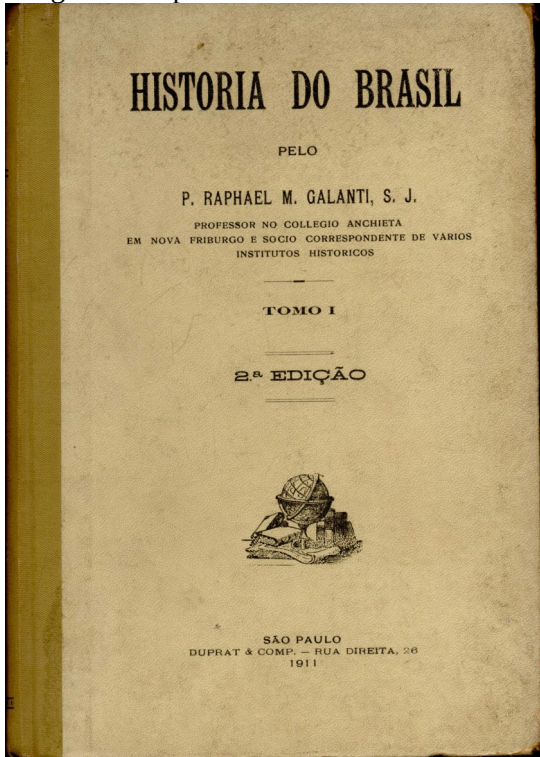 HISTORIA DO BRASIL
PELO
P. RAPHAEL M. GALANTI, S. J.
PROFESSOR NO COLLEGIO ANCHIETA
EM NOVA FRIBURGO E SOCIO CORRESPONDENTE DE VARIOS
INSTITUTOS HISTORICOS
TOMO I
2.ª EDIÇÃO
SÃO PAULO
DUPRAT & COMP. — RUA DIREITA, 26
1911